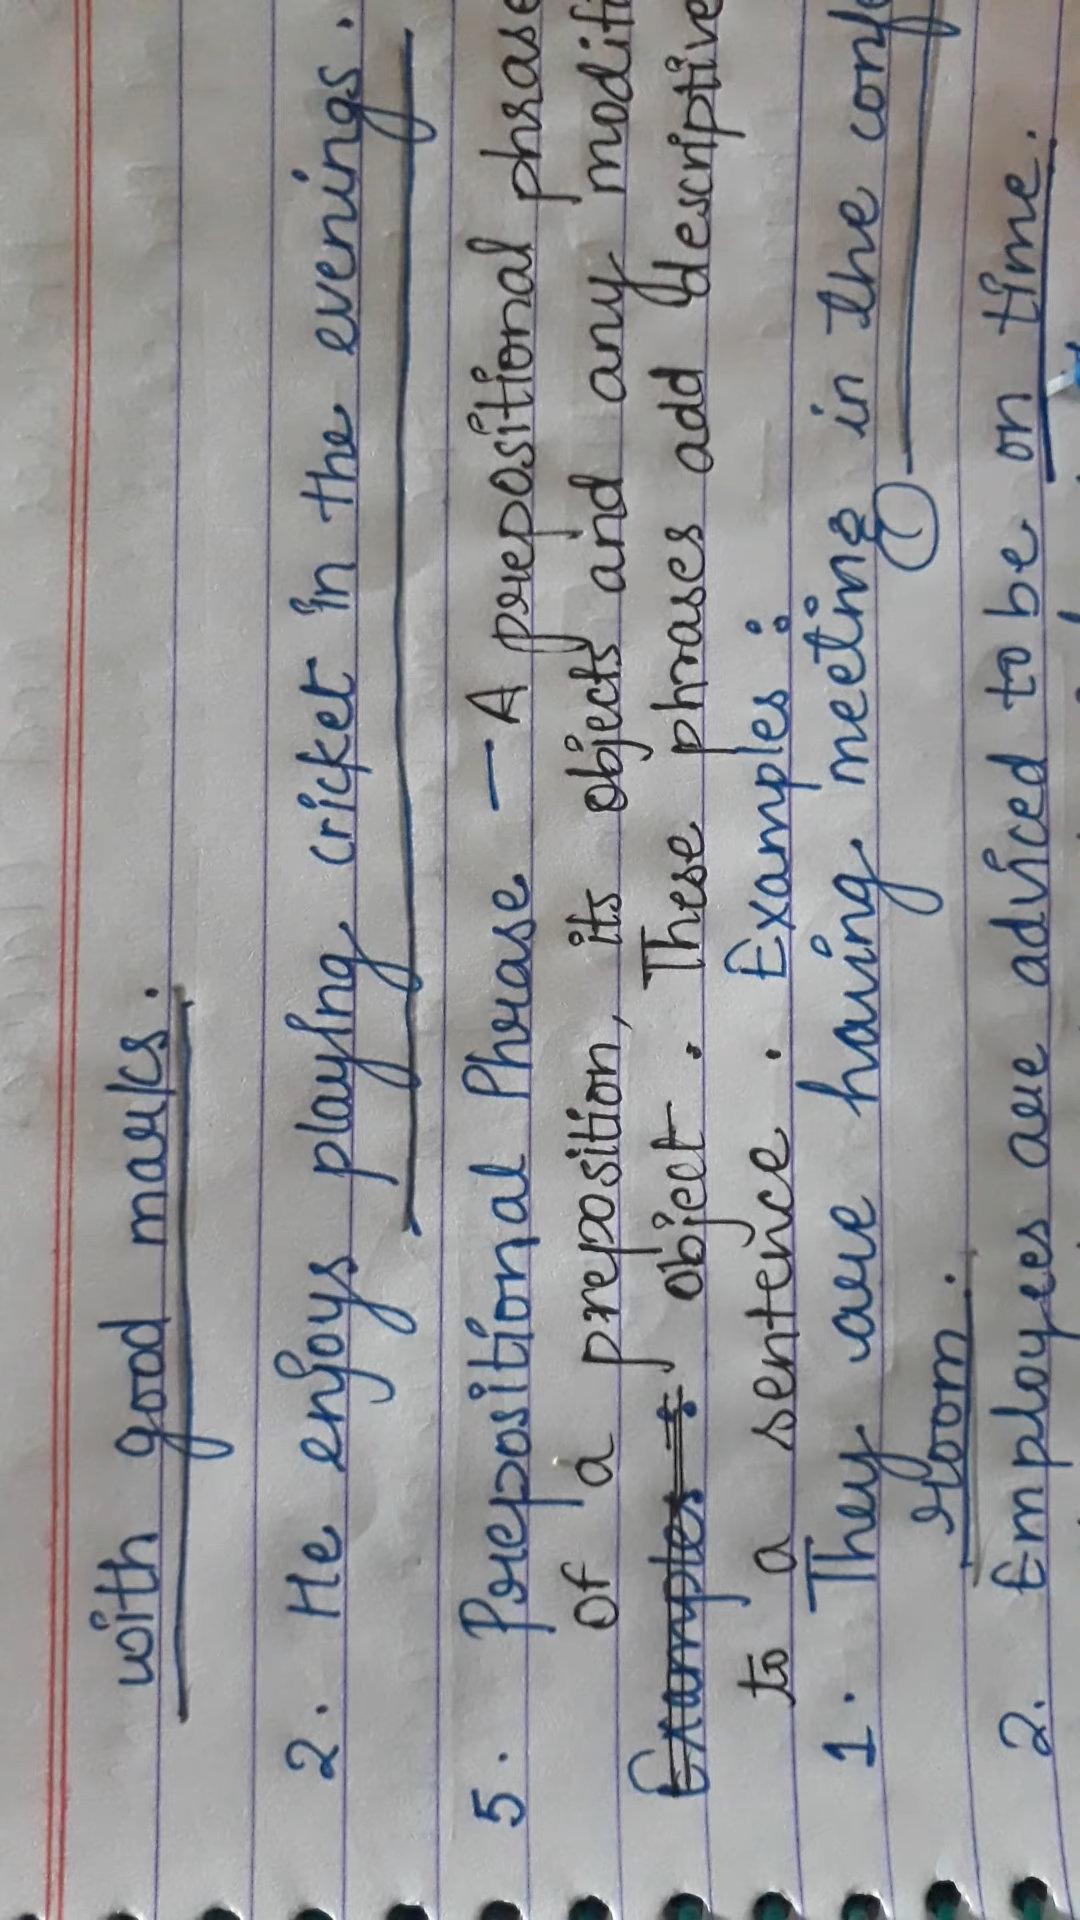 with good marks.
2. He enjoys playing cricket in the evenings.
5. Prepositional Phrase – A prepositional phrase
of a preposition, its objects and any modifi
Examples : object. These phrases add descriptive
to a sentence. Examples :
1. They are having meeting in the conf
room.
2. Employees are adviced to be on time.